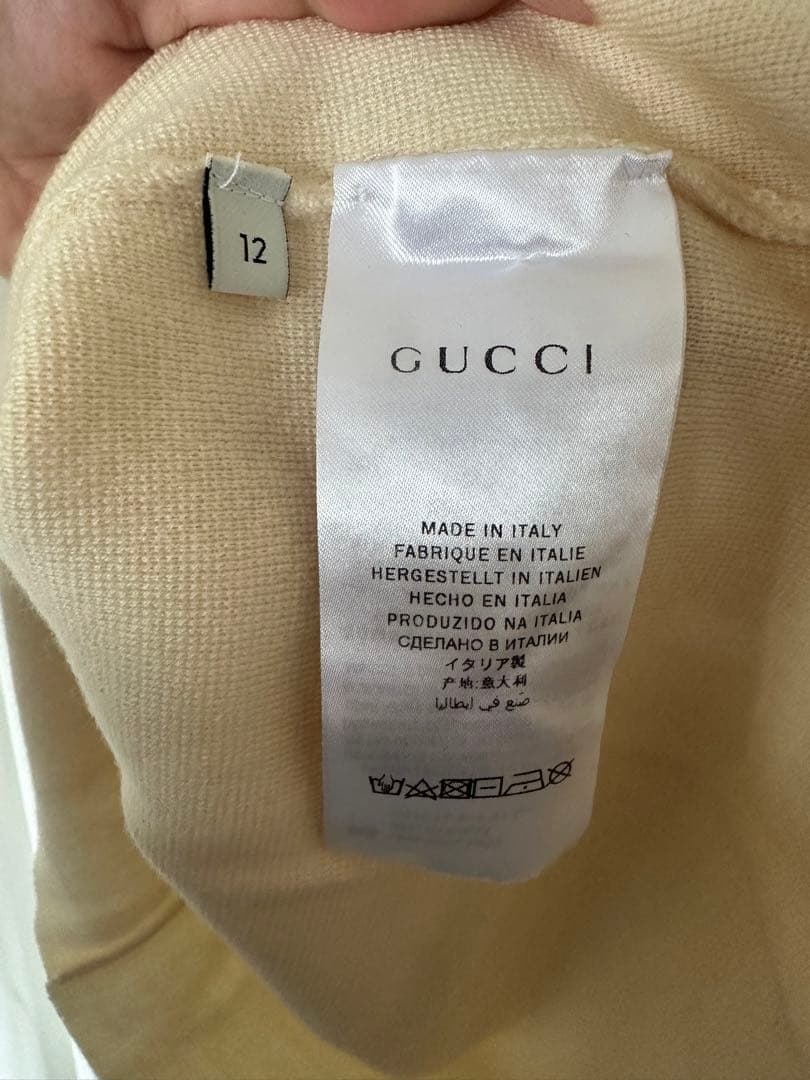 12
GUCCI
MADE IN ITALY
FABRIQUE EN ITALIE
HERGESTELLT IN ITALIEN
HECHO EN ITALIA
PRODUZIDO NA ITALIA
СДЕЛАНО В ИТАЛИИ
イタリア製
产地:意大利
صنع في ايطاليا